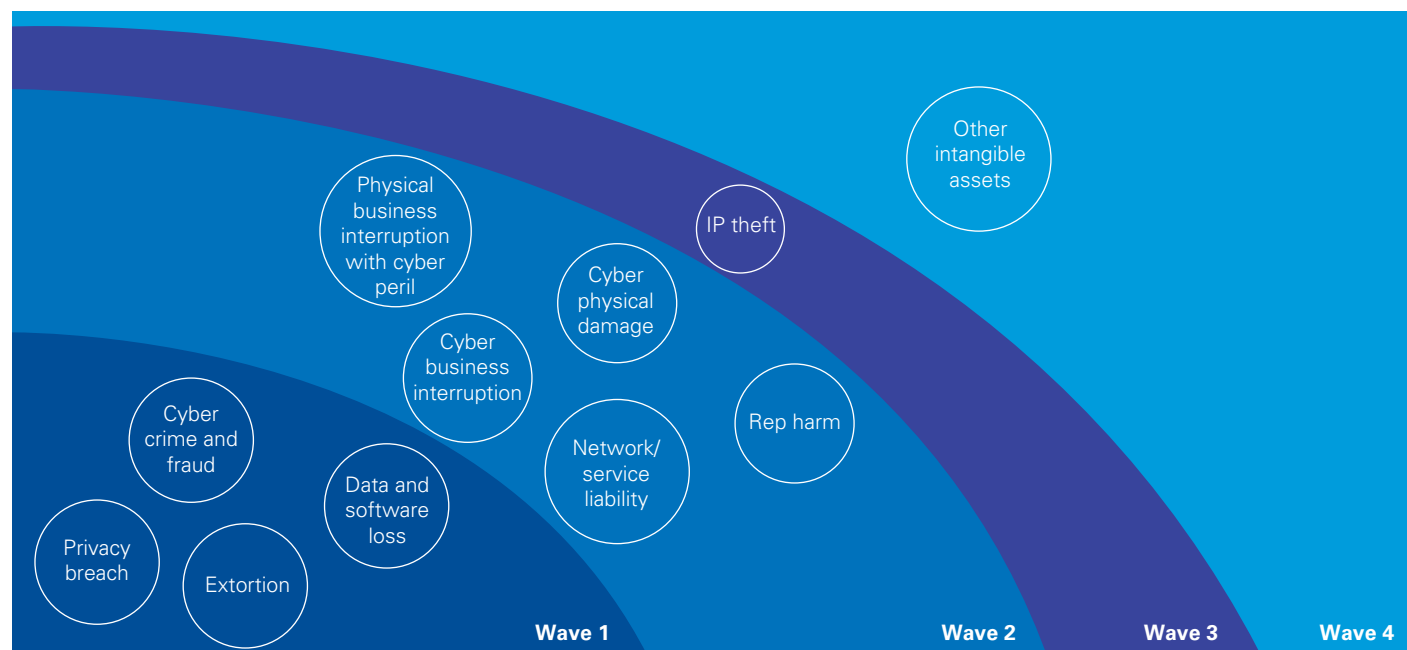 Other
intangible
assets
Physical
business
interruption
with cyber
peril
IP theft
Cyber
physical
damage
Cyber
business
interruption
Rep harm
Cyber
crime and
fraud
Network/
service
liability
Data and
software
loss
Privacy
breach
Extortion
Wave 1
Wave 2
Wave 3
Wave 4